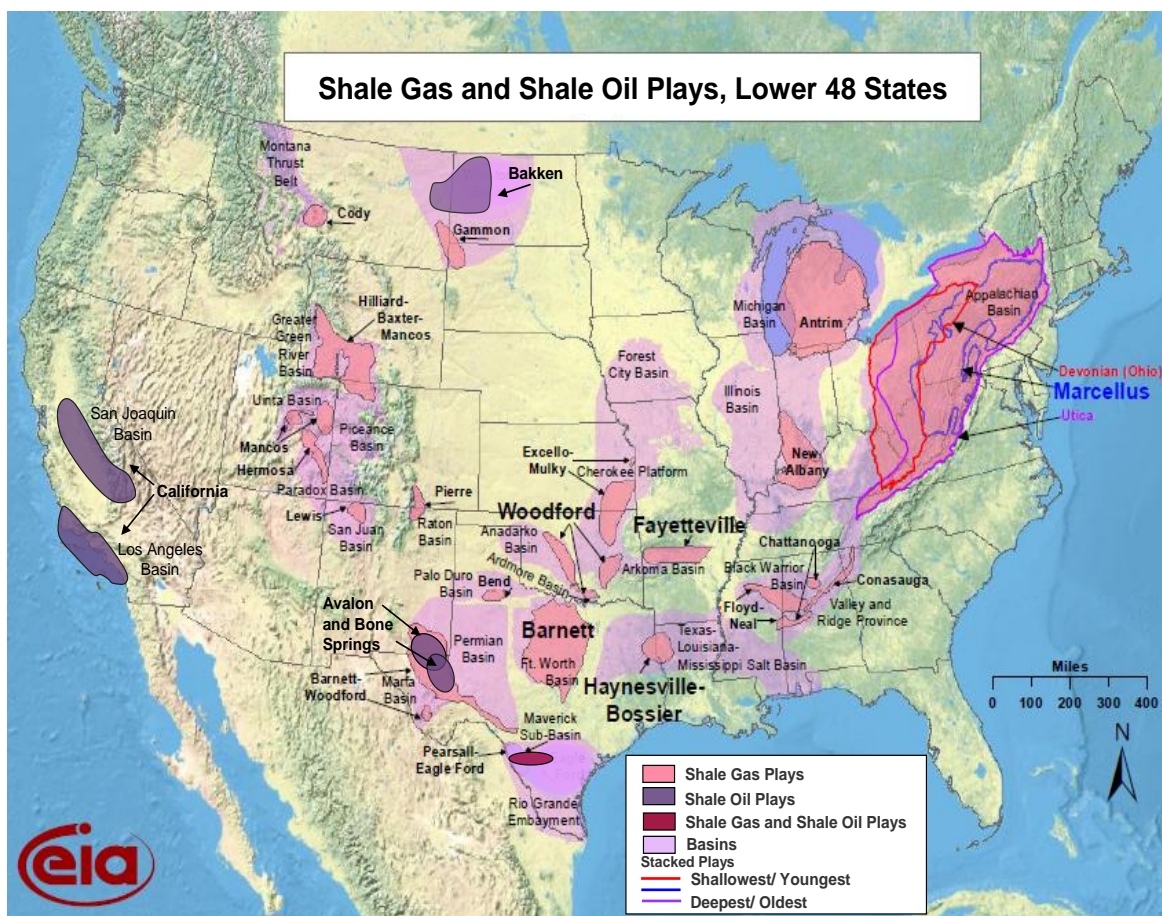 Shale Gas and Shale Oil Plays, Lower 48 States
Montana
Thrust
Belt
Cody
Bakken
Gammon
Hilliard-
Baxter-
Mancos
Greater
Green
River
Basin
Uinta Basin
Mancos
Piceance
Basin
Hermosa
Paradox Basin
Lewis
San Juan
Basin
Pierre
Raton
Basin
San Joaquin
Basin
California
Los Angeles
Basin
Michigan
Basin
Antrim
Appalachian
Basin
Devonian (Ohio)
Marcellus
Utica
Forest
City Basin
Illinois
Basin
New
Albany
Excello-
Mulky
Cherokee Platform
Woodford
Anadarko
Basin
Ardmore Basin
Fayetteville
Arkoma Basin
Palo Duro
Basin
Bend
Chattanooga
Black Warrior
Basin
Conasauga
Floyd-
Neal
Valley and
Ridge Province
Avalon
and Bone
Springs
Permian
Basin
Barnett
Ft. Worth
Basin
Texas-
Louisiana-
Mississippi Salt Basin
Haynesville-
Bossier
Barnett-
Woodford
Marfa
Basin
Maverick
Sub-Basin
Pearsall-
Eagle Ford
Rio Grande
Embayment
Miles
0 100 200 300 400
N
Shale Gas Plays
Shale Oil Plays
Shale Gas and Shale Oil Plays
Basins
Stacked Plays
Shallowest/ Youngest
Deepest/ Oldest
eia